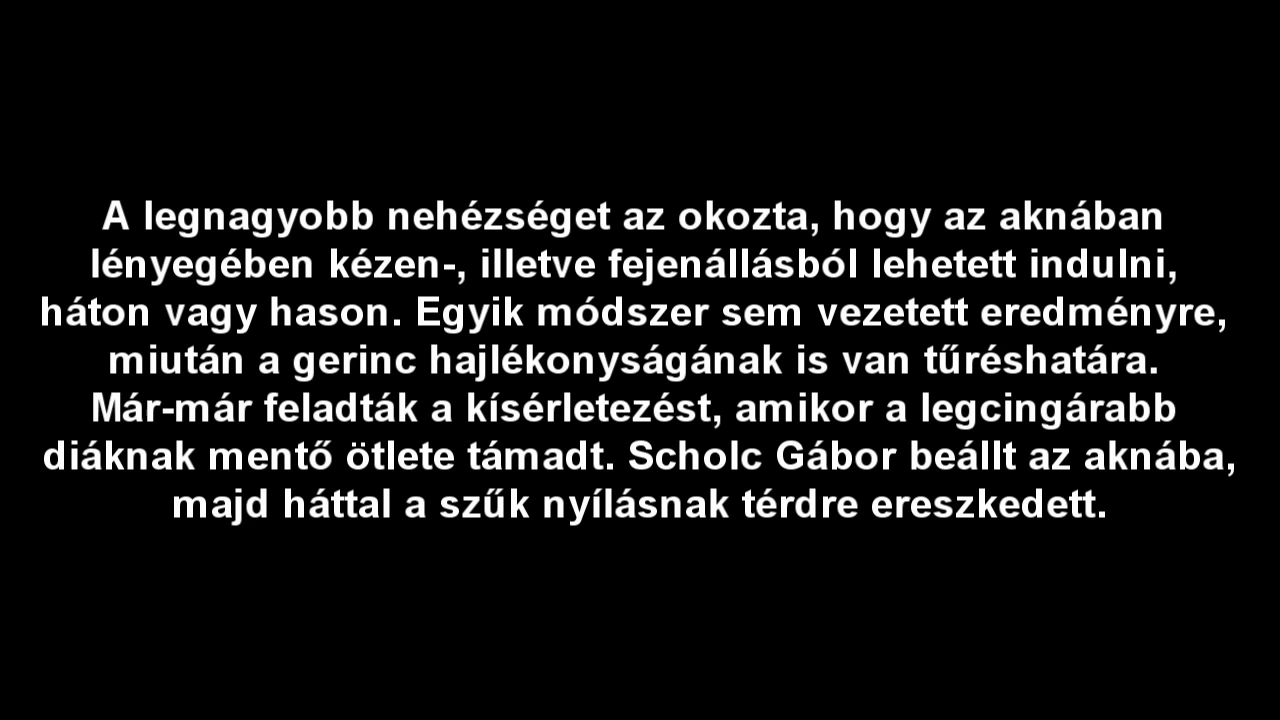 A legnagyobb nehézséget az okozta, hogy az aknában
lényegében kézen-, illetve fejenállásból lehetett indulni,
háton vagy hason. Egyik módszer sem vezetett eredményre,
miután a gerinc hajlékonyságának is van tűréshatára.
Már-már feladták a kísérletezést, amikor a legcingárabb
diáknak mentő ötlete támadt. Scholc Gábor beállt az aknába,
majd háttal a szűk nyílásnak térdre ereszkedett.